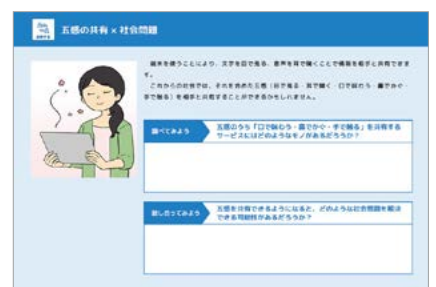 五感の共有 × 社会問題
端末を使うことにより、文字を目で見る、音声を耳で聞くことで情報を相手と共有できます。
これからの社会では、それを含めた五感（目で見る・耳で聞く・口で味わう・鼻でかぐ・手で触る）を相手と共有することができるかもしれません。
調べてみよう
五感のうち「口で味わう・鼻でかぐ・手で触る」を共有する
サービスにはどのようなモノがあるだろうか？
話し合ってみよう
五感を共有できるようになると、どのような社会問題を解決
できる可能性があるだろうか？